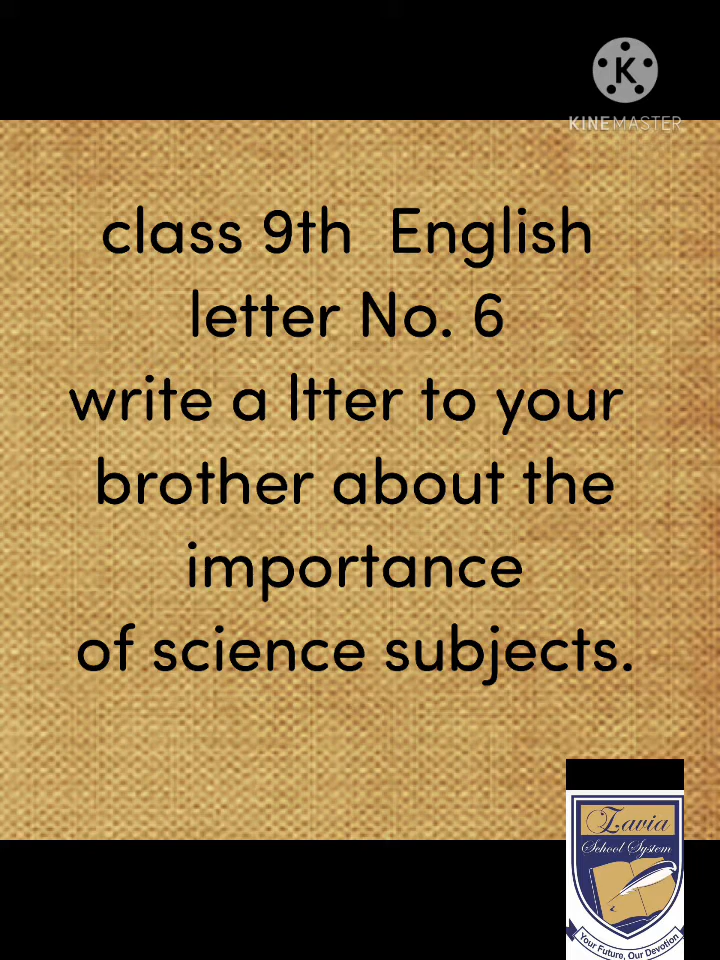 K
KINEMASTER
class 9th English
letter No. 6
write a ltter to your
brother about the
importance
of science subjects.
Zavia
School System
Your Future, Our Devotion